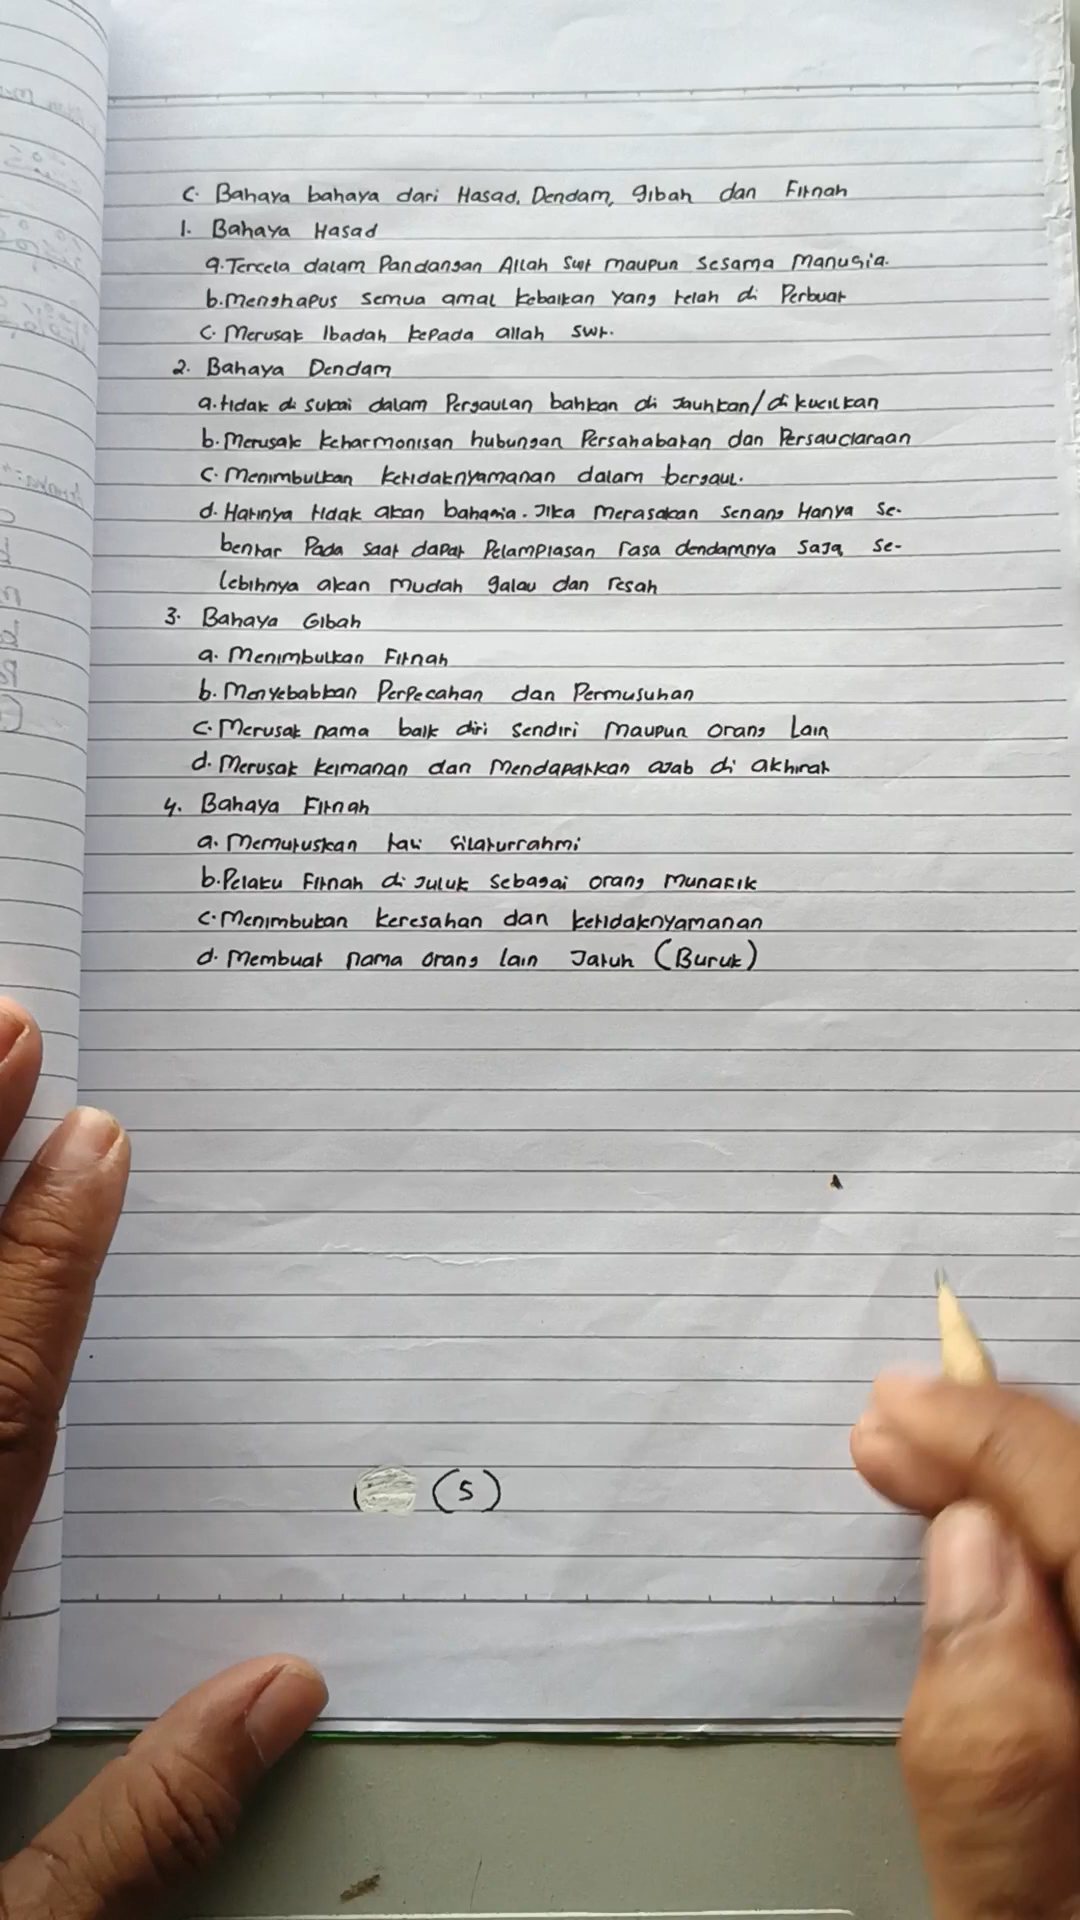 C. Bahaya bahaya dari Hasad, Dendam, gibah dan Fitnah
1. Bahaya Hasad
a. Tercela dalam Pandangan Allah Swt maupun Sesama Manusia.
b. menghapus semua amal kebaikan yang telah di Perbuat
C. Merusak Ibadah kepada allah swt.
2. Bahaya Dendam
a. tidak di sukai dalam Pergaulan bahkan di Jauhkan/di kucilkan
b. Merusak keharmonisan hubungan Persahabatan dan Persaudaraan
C. Menimbulkan ketidaknyamanan dalam bergaul.
d. Hatinya tidak akan bahagia. Jika merasakan senang Hanya se-
bentar Pada saat dapat Pelampiasan rasa dendamnya saja, se-
lebihnya akan mudah galau dan resah
3. Bahaya Gibah
a. Menimbulkan Fitnah
b. Menyebabkan Perpecahan dan Permusuhan
C. Merusak nama baik diri sendiri maupun orang Lain
d. Merusak keimanan dan Mendapatkan azab di akhirat
4. Bahaya Fitnah
a. Memutuskan tali silaturrahmi
b. Pelaku Fitnah di Juluk sebagai orang Munafik
C. Menimbukan keresahan dan ketidaknyamanan
d. Membuat nama orang lain Jatuh (Buruk)
(5)